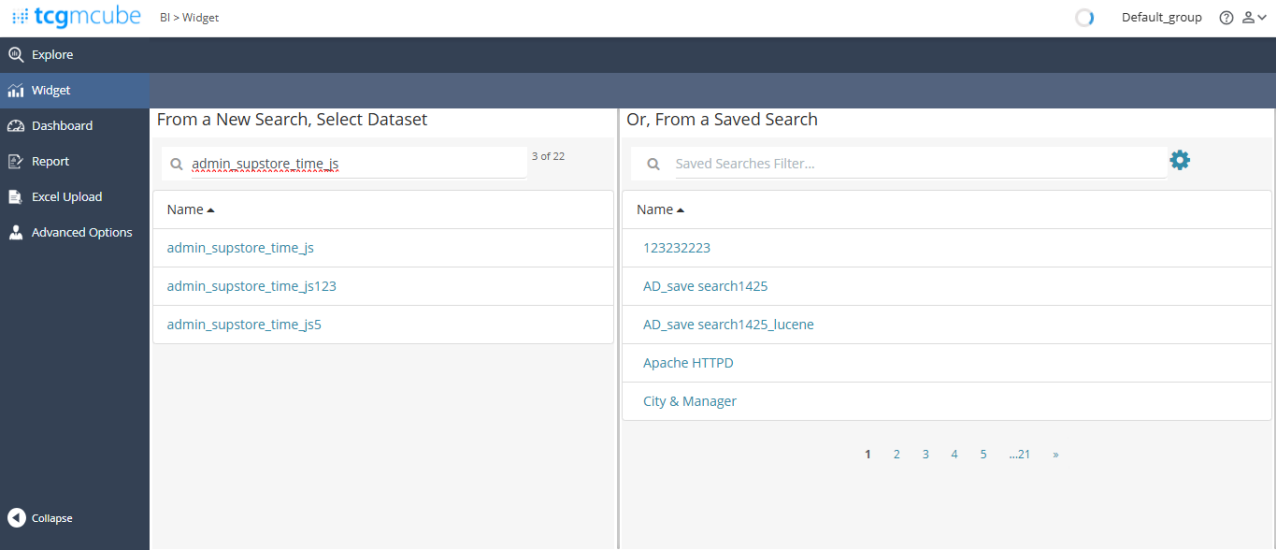 tcgmcube
BI > Widget
Default_group
Explore
Widget
Dashboard
Report
Excel Upload
Advanced Options
Collapse
From a New Search, Select Dataset
admin_supstore_time_js
3 of 22
Name
admin_supstore_time_js
admin_supstore_time_js123
admin_supstore_time_js5
Or, From a Saved Search
Saved Searches Filter...
Name
123232223
AD_save search1425
AD_save search1425_lucene
Apache HTTPD
City & Manager
1 2 3 4 5 ...21 »